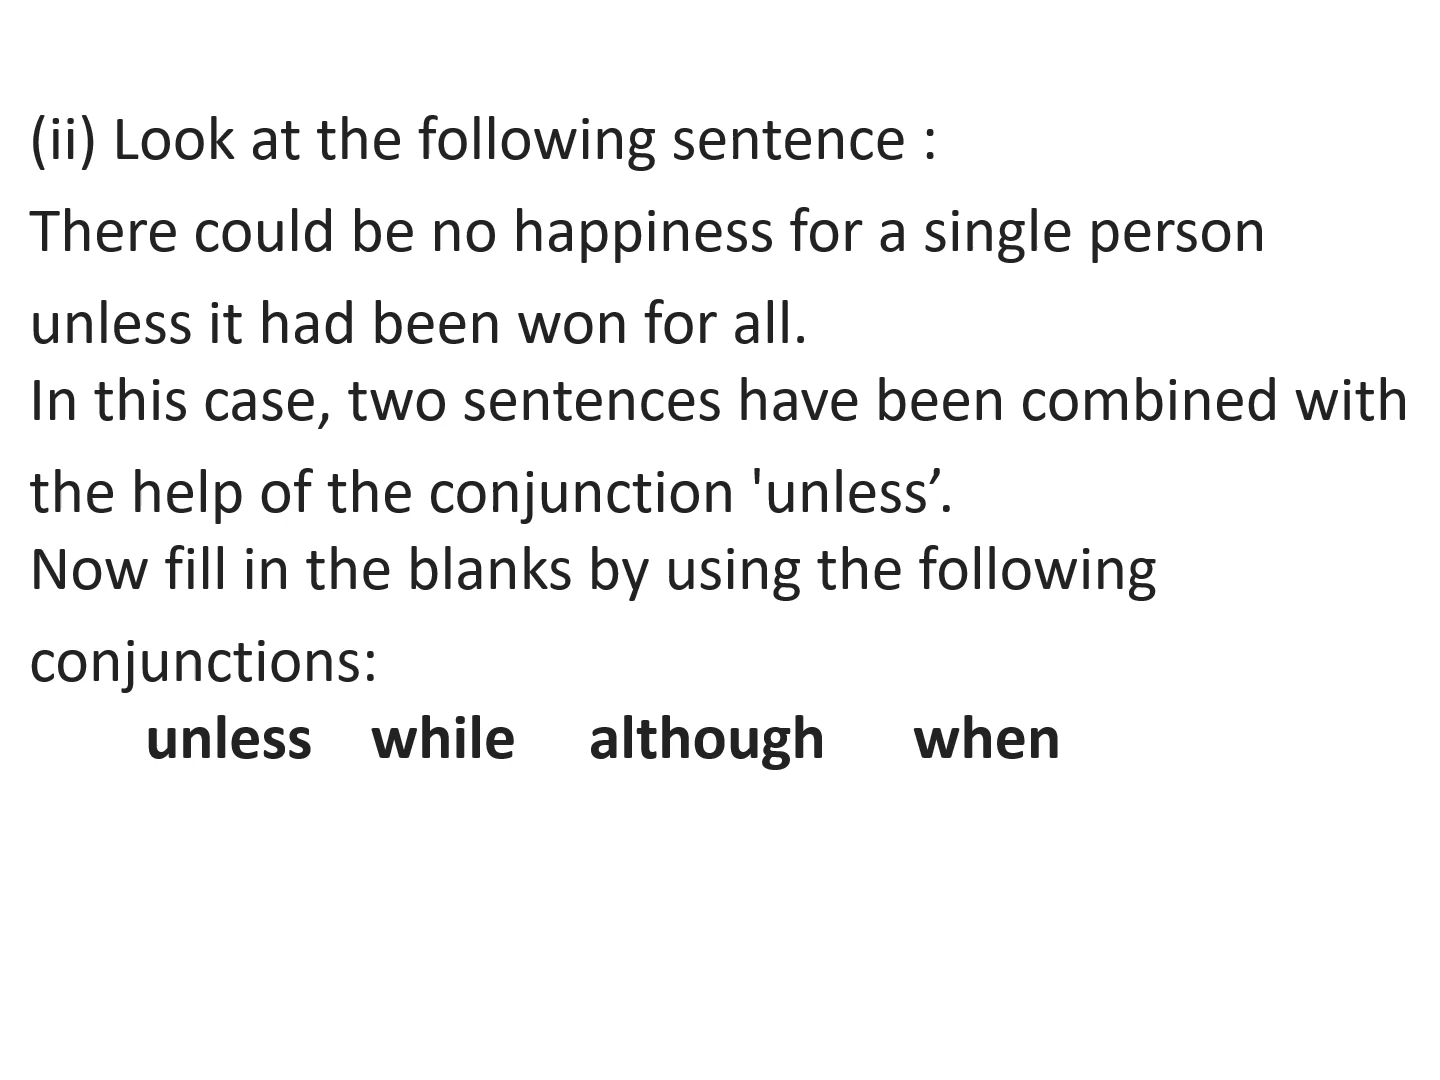 (ii) Look at the following sentence :
There could be no happiness for a single person
unless it had been won for all.
In this case, two sentences have been combined with
the help of the conjunction 'unless’.
Now fill in the blanks by using the following
conjunctions:
unless while although when